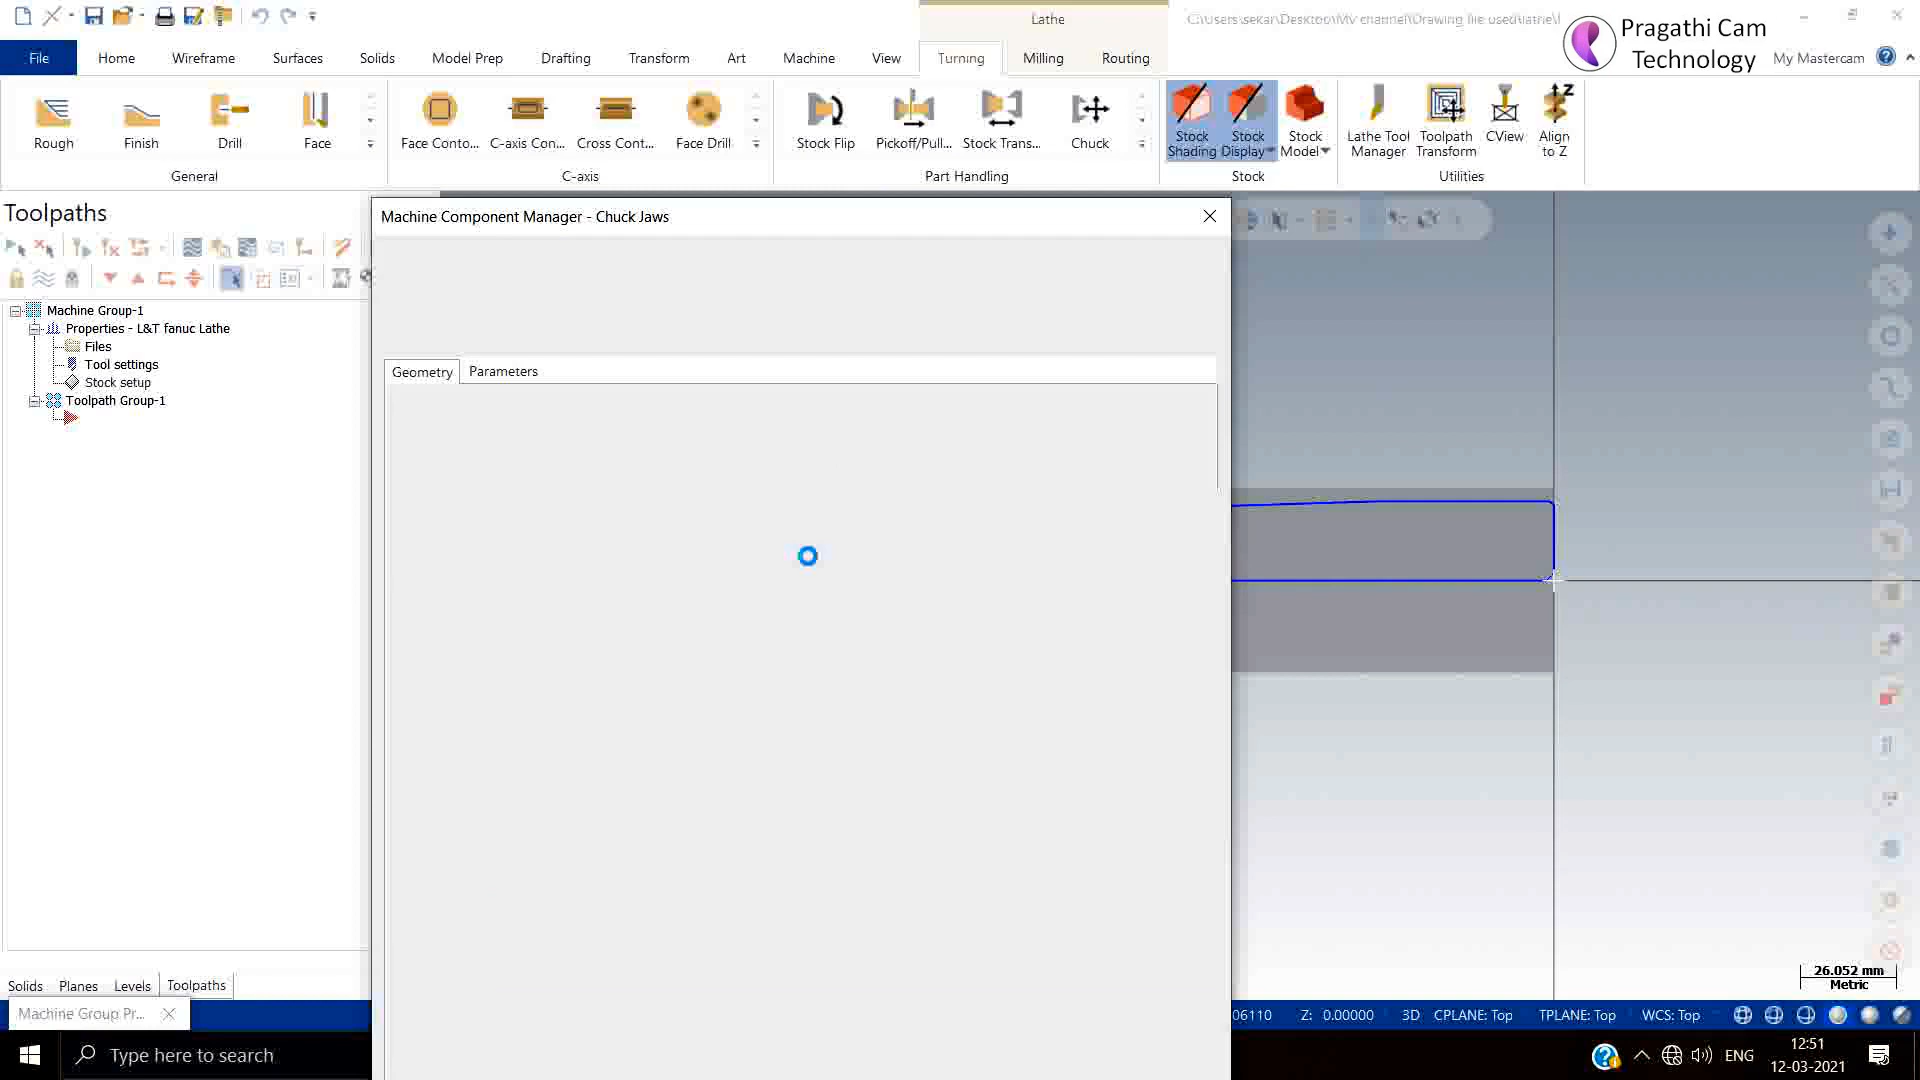 Lathe
C:\Users\sekar\Desktop\My channel\Drawing file used\lathe\l
Pragathi Cam
Technology
File
Home
Wireframe
Surfaces
Solids
Model Prep
Drafting
Transform
Art
Machine
View
Turning
Milling
Routing
My Mastercam
Rough
Finish
Drill
Face
Face Conto...
C-axis Con...
Cross Cont...
Face Drill
Stock Flip
Pickoff/Pull...
Stock Trans...
Chuck
Stock Shading
Stock Display
Stock Model
Lathe Tool Manager
Toolpath Transform
CView
Align to Z
General
C-axis
Part Handling
Stock
Utilities
Toolpaths
Machine Component Manager - Chuck Jaws
Geometry
Parameters
Machine Group-1
Properties - L&T fanuc Lathe
Files
Tool settings
Stock setup
Toolpath Group-1
26.052 mm
Metric
Solids
Planes
Levels
Toolpaths
Machine Group Pr...
06110
Z: 0.00000
3D
CPLANE: Top
TPLANE: Top
WCS: Top
Type here to search
ENG
12:51
12-03-2021